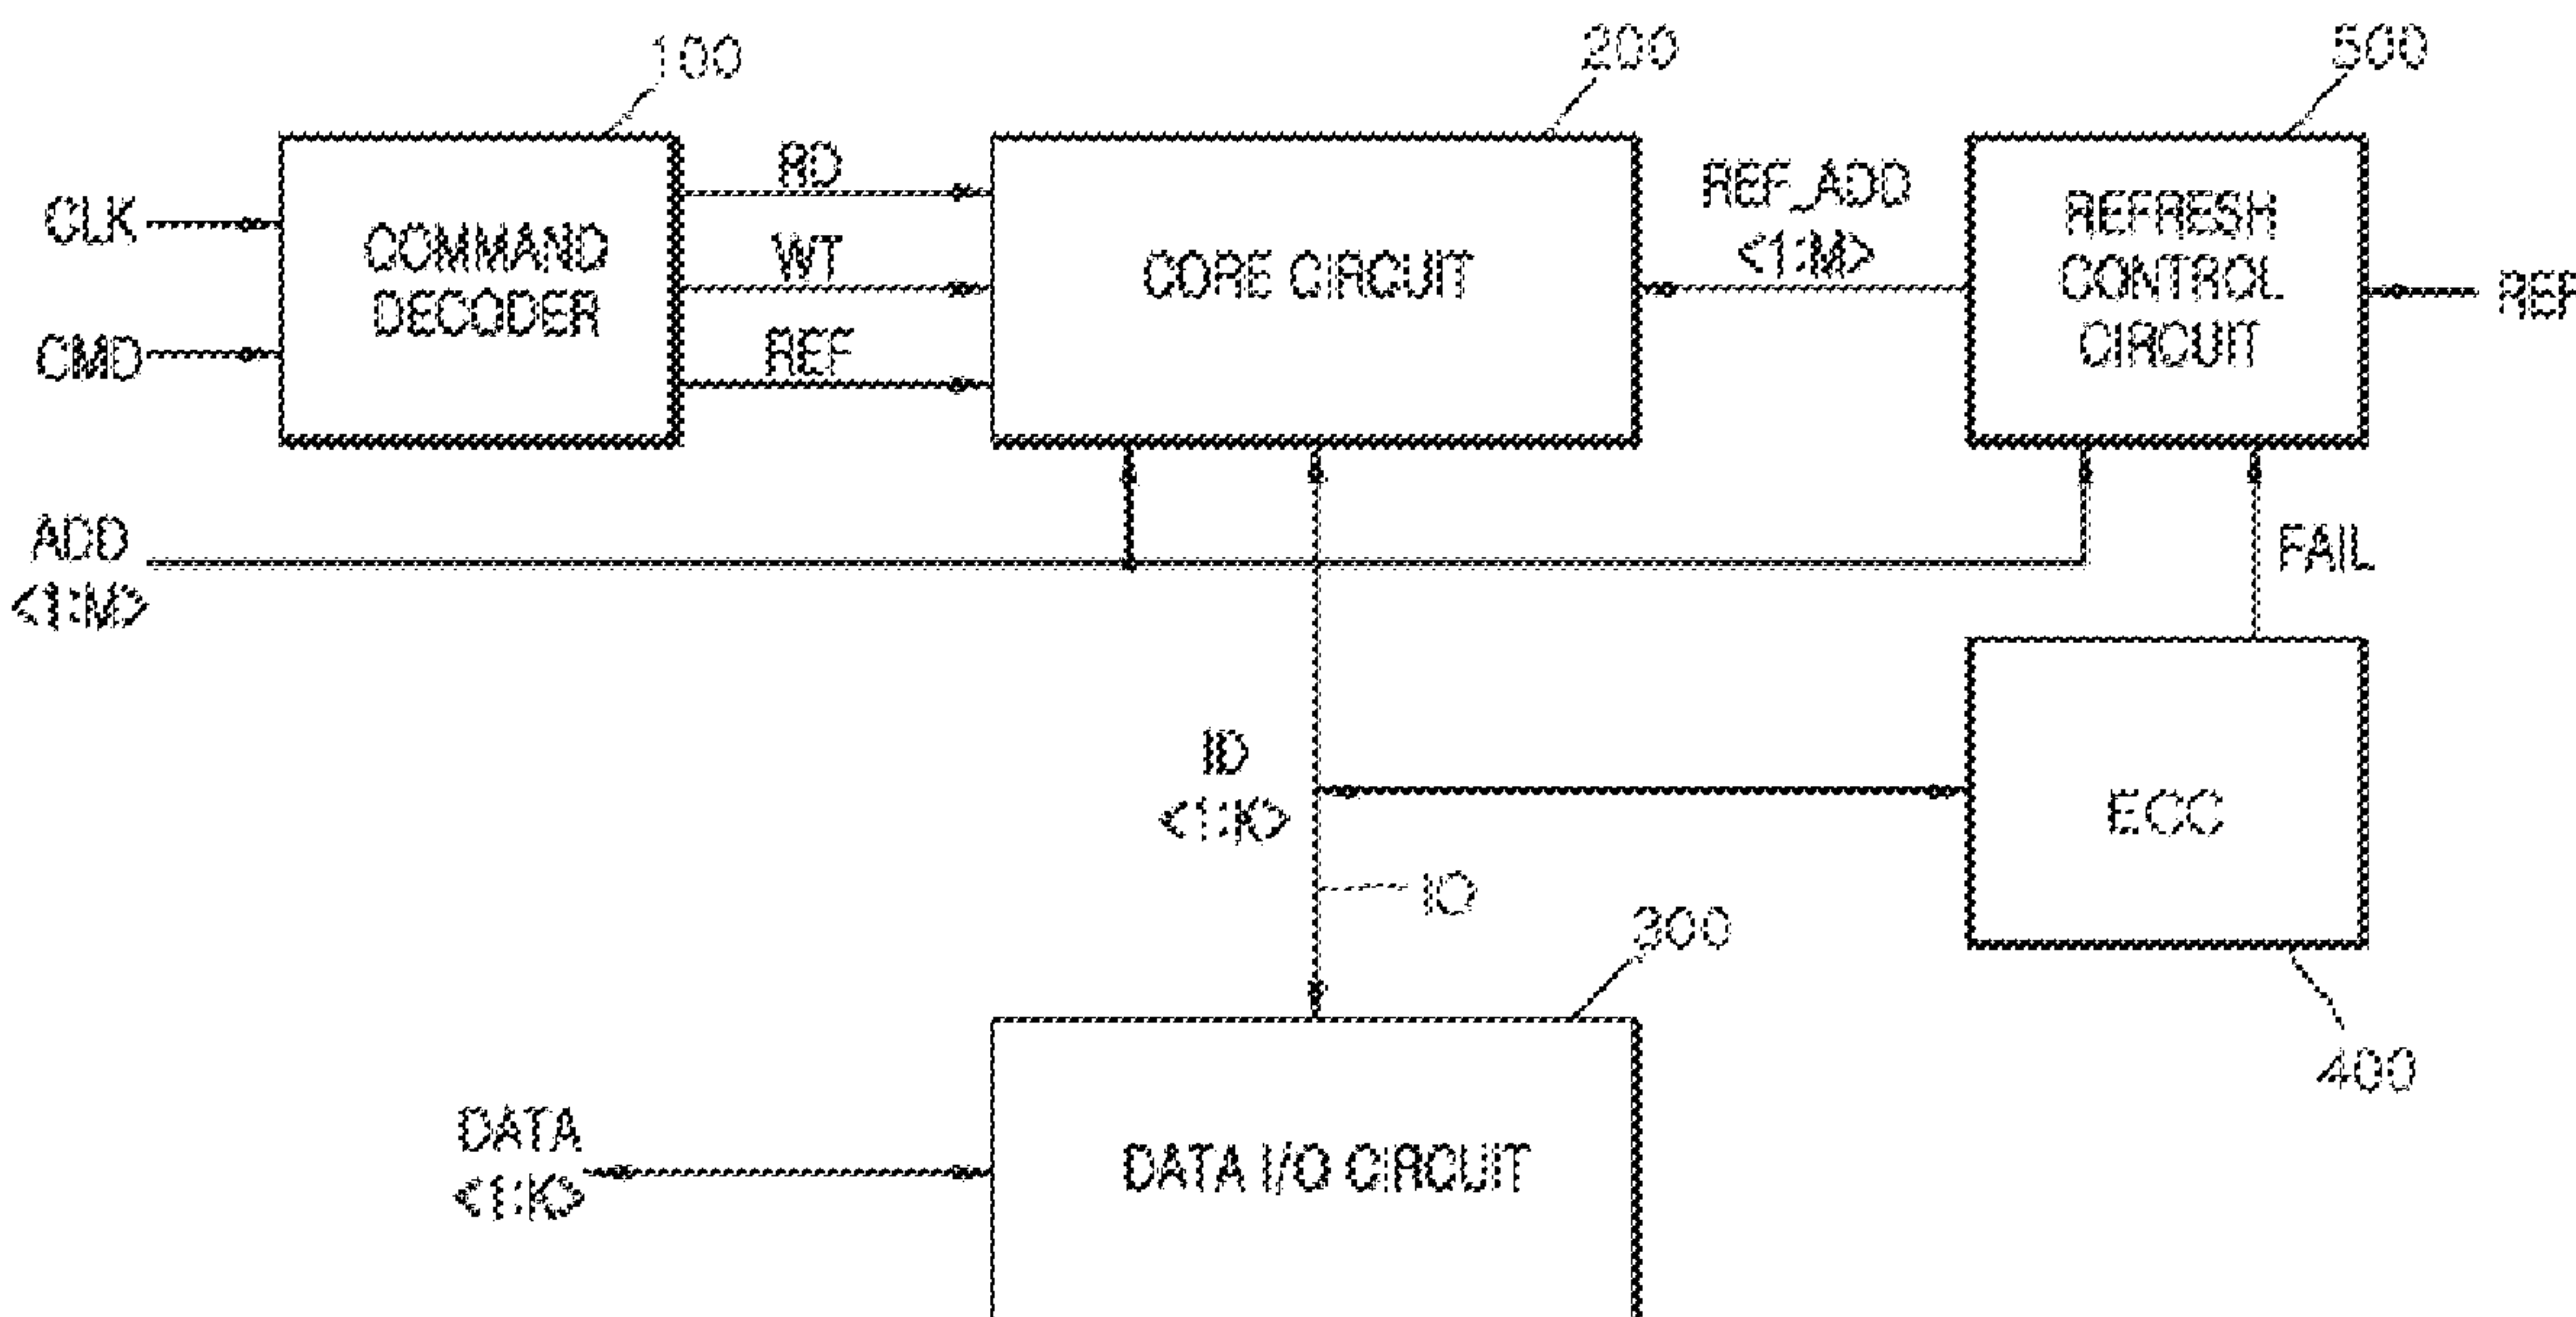 100
200
500
CLK
CMD
COMMAND
DECODER
RD
WT
REF
CORE CIRCUIT
REF_ADD
<1:M>
REFRESH
CONTROL
CIRCUIT
REF
ADD
<1:M>
FAIL
ID
<1:K>
IO
ECC
300
400
DATA
<1:K>
DATA I/O CIRCUIT